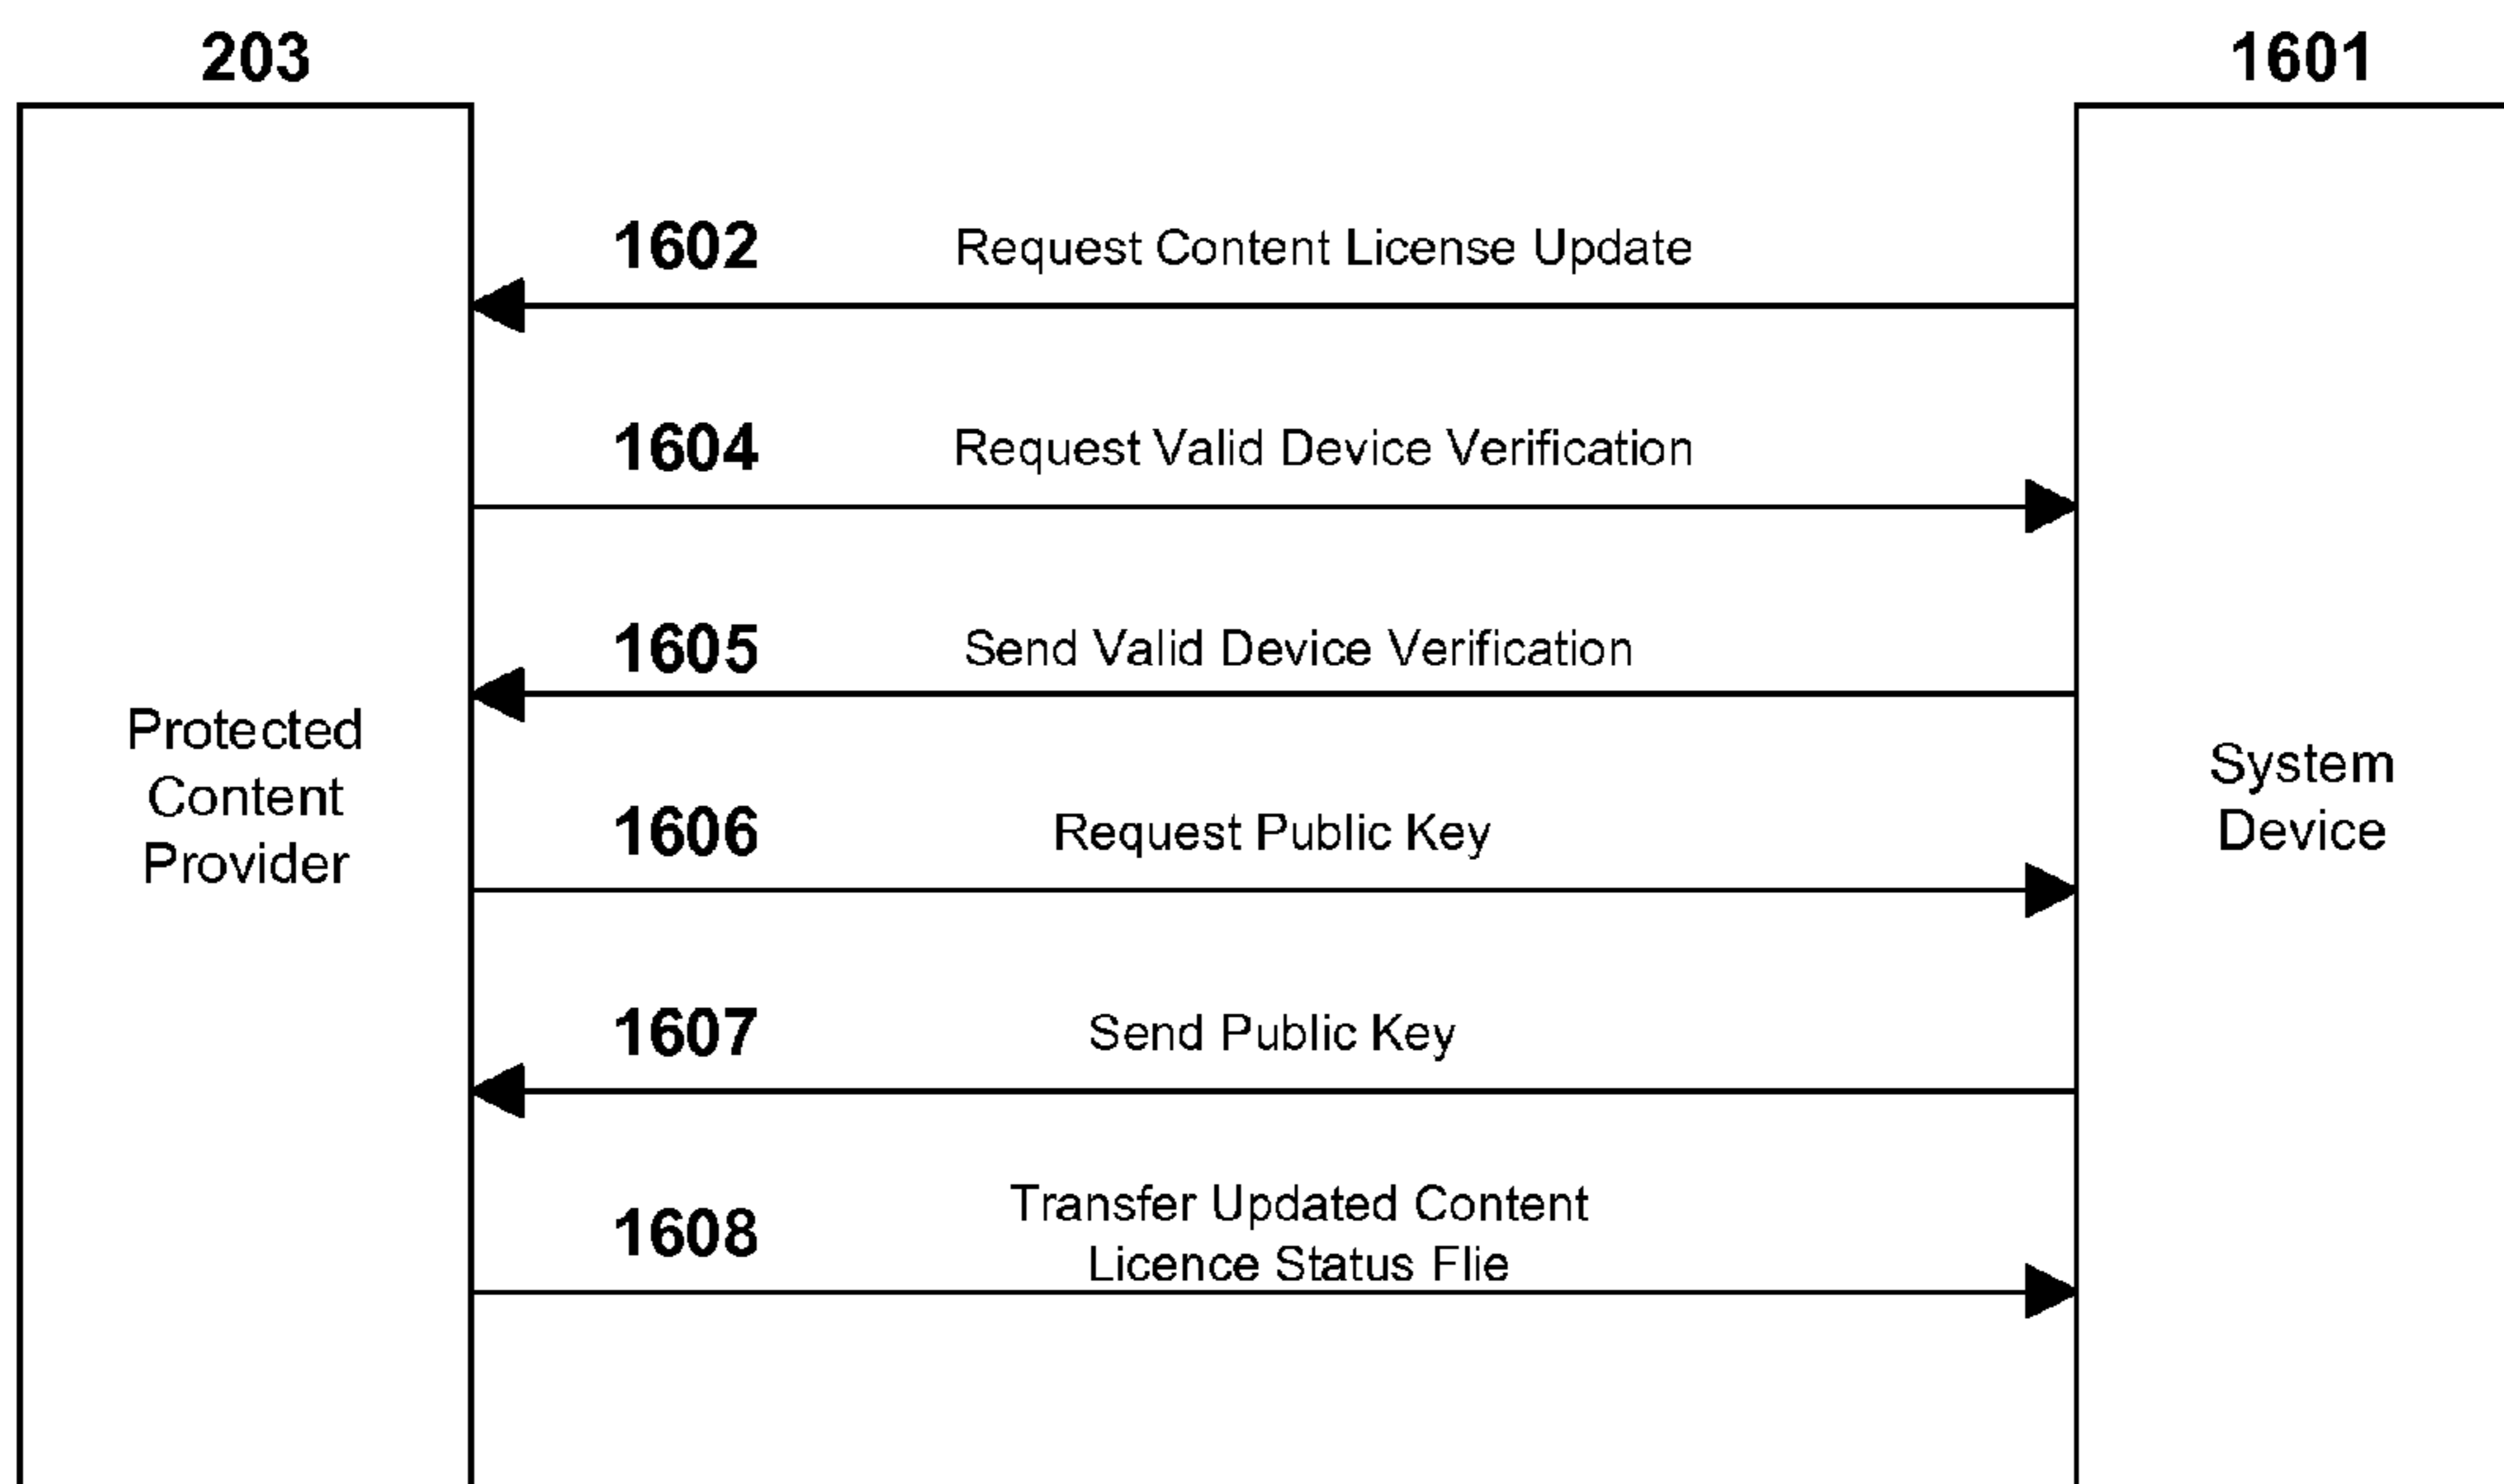 203
1601
1602 Request Content License Update
1604 Request Valid Device Verification
1605 Send Valid Device Verification
Protected
Content
Provider
System
Device
1606 Request Public Key
1607 Send Public Key
1608 Transfer Updated Content
Licence Status Flie